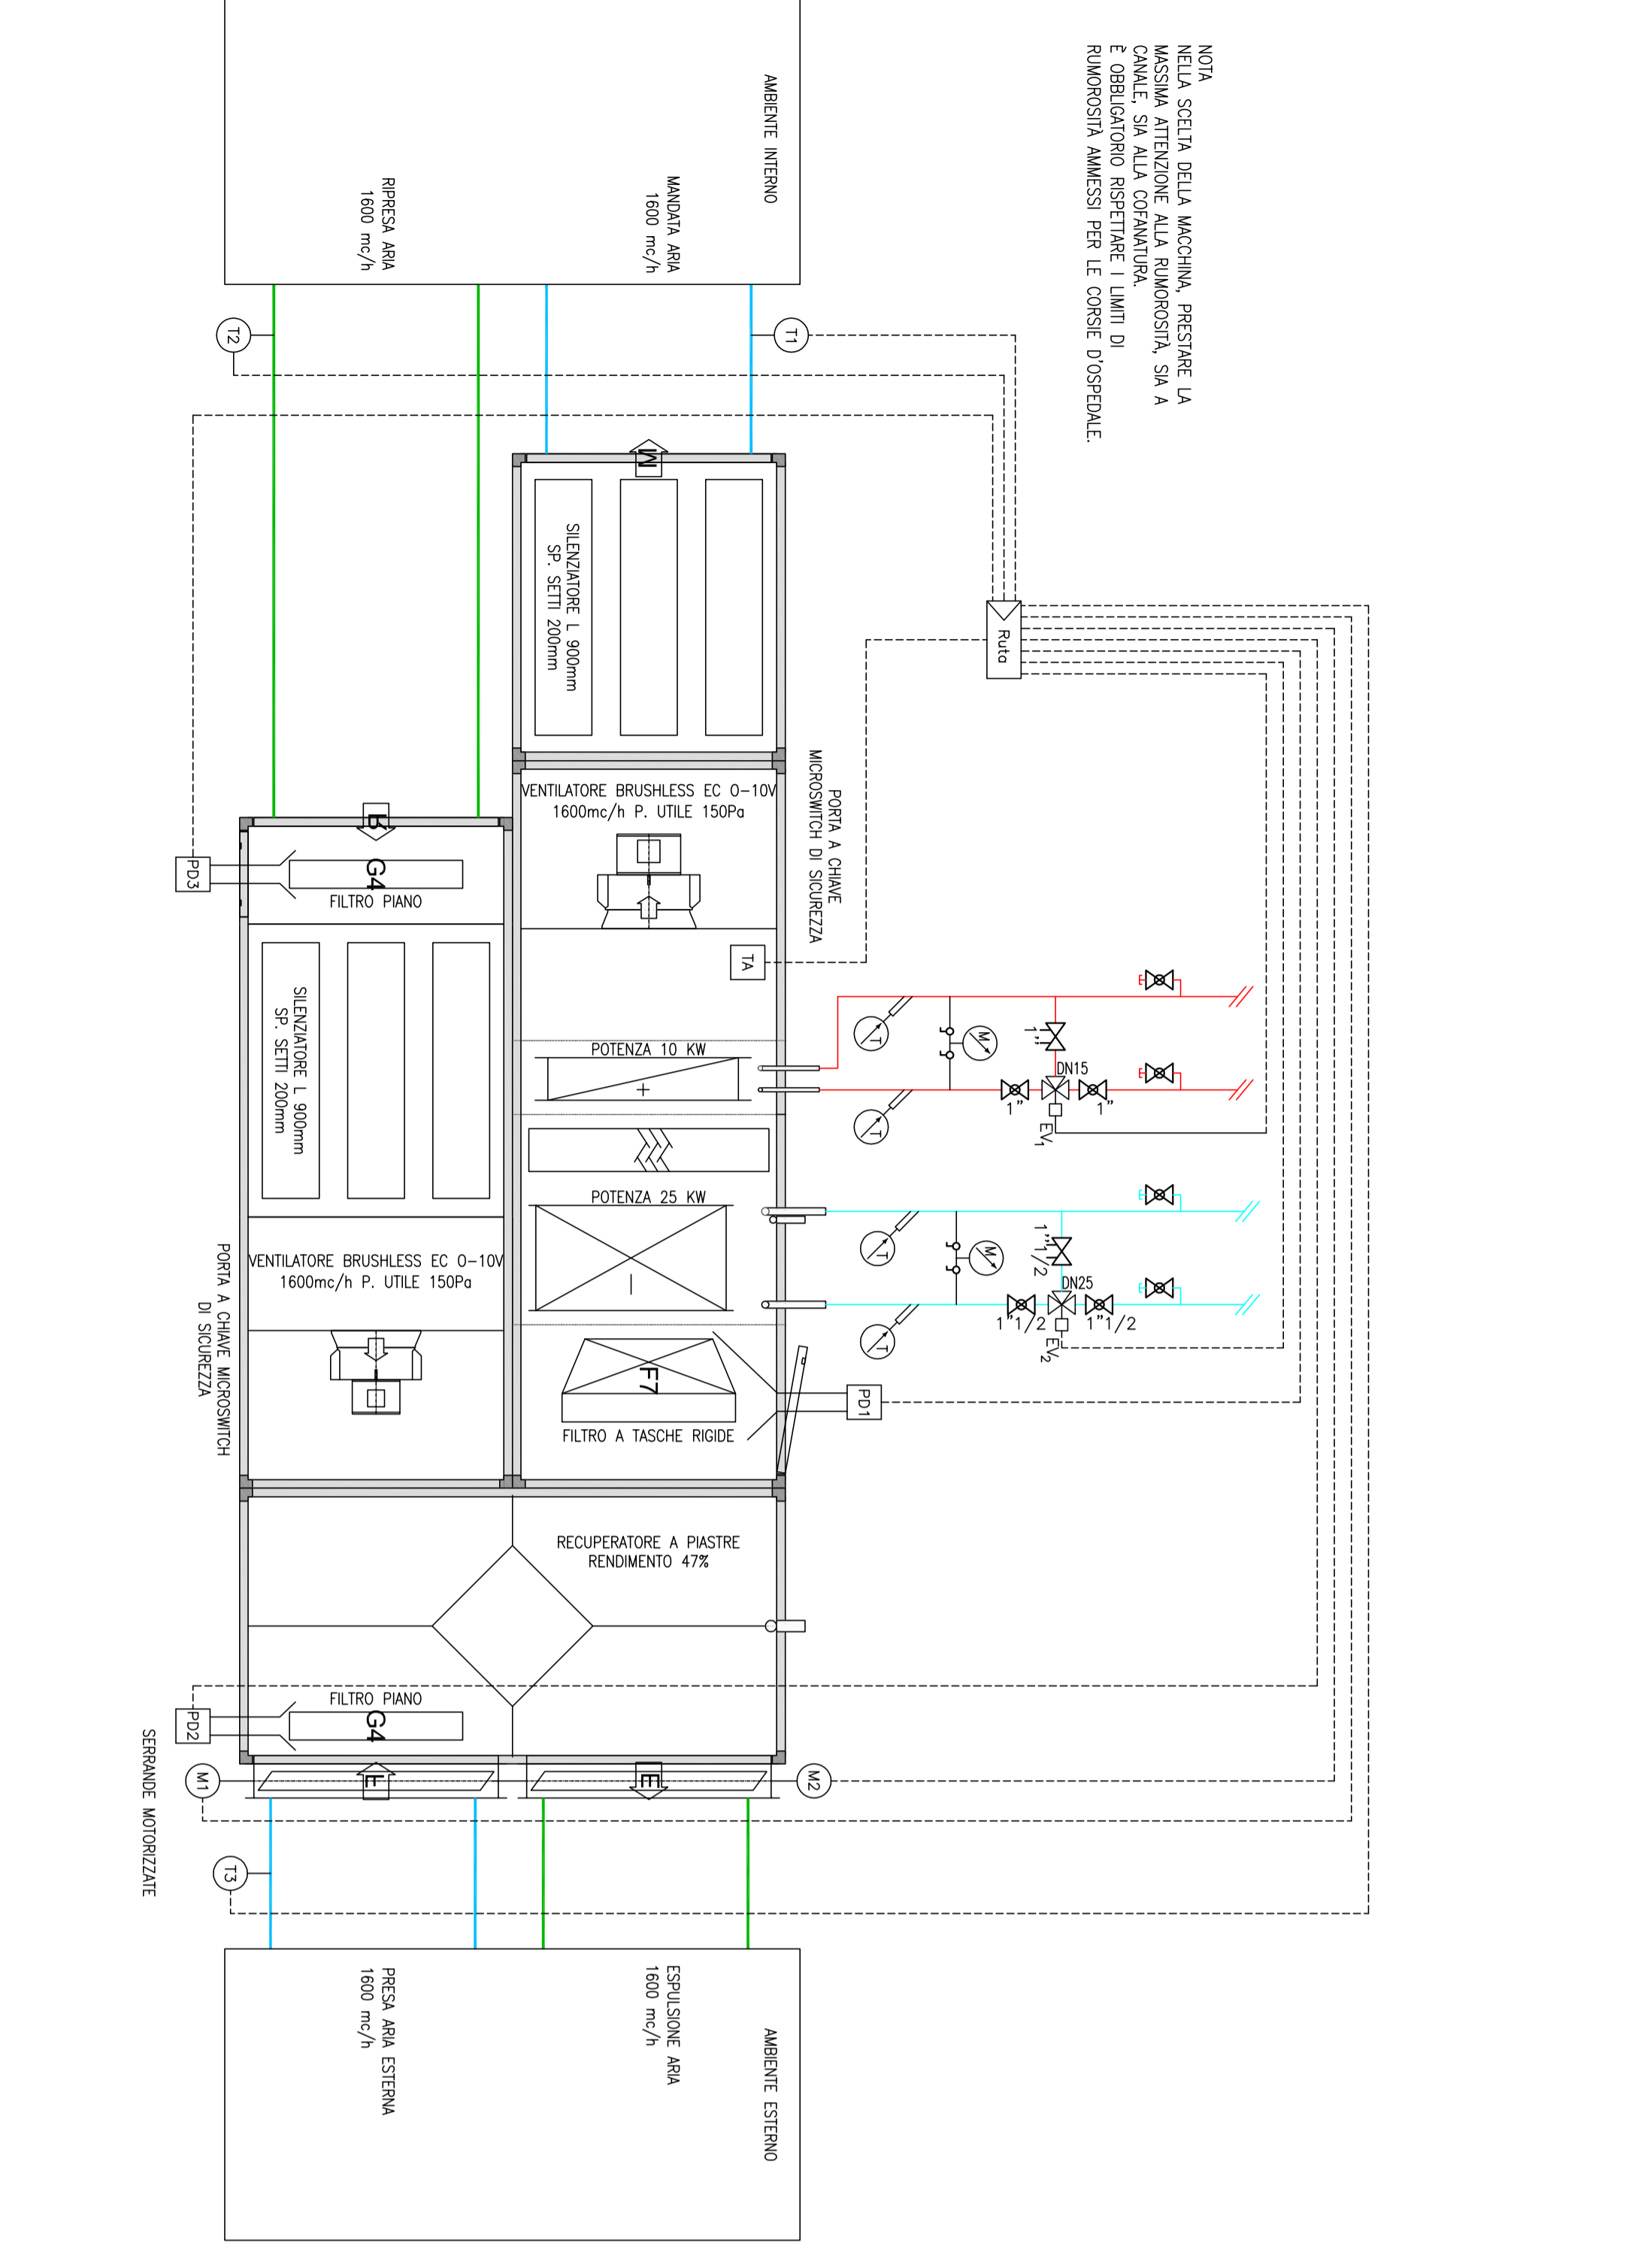 NOTA
NELLA SCELTA DELLA MACCHINA, PRESTARE LA
MASSIMA ATTENZIONE ALLA RUMOROSITÀ, SIA A
CANALE, SIA ALLA COFANATURA.
È OBBLIGATORIO RISPETTARE I LIMITI DI
RUMOROSITÀ AMMESSI PER LE CORSIE D'OSPEDALE.
AMBIENTE INTERNO
MANDATA ARIA
1600 mc/h
RIPRESA ARIA
1600 mc/h
T1
T2
Ruta
M
SILENZIATORE L 900mm
SP. SETTI 200mm
PORTA A CHIAVE
MICROSWITCH DI SICUREZZA
VENTILATORE BRUSHLESS EC 0-10V
1600mc/h P. UTILE 150Pa
R
G4
FILTRO PIANO
PD3
TA
SILENZIATORE L 900mm
SP. SETTI 200mm
POTENZA 10 KW
+
T
M
T
1"
DN15
1"
1"
EV1
POTENZA 25 KW
T
M
T
1"1/2
DN25
1"1/2
1"1/2
EV2
VENTILATORE BRUSHLESS EC 0-10V
1600mc/h P. UTILE 150Pa
PORTA A CHIAVE MICROSWITCH
DI SICUREZZA
F7
FILTRO A TASCHE RIGIDE
PD1
RECUPERATORE A PIASTRE
RENDIMENTO 47%
FILTRO PIANO
G4
PD2
M1
F
E
M2
SERRANDE MOTORIZZATE
T3
AMBIENTE ESTERNO
ESPULSIONE ARIA
1600 mc/h
PRESA ARIA ESTERNA
1600 mc/h